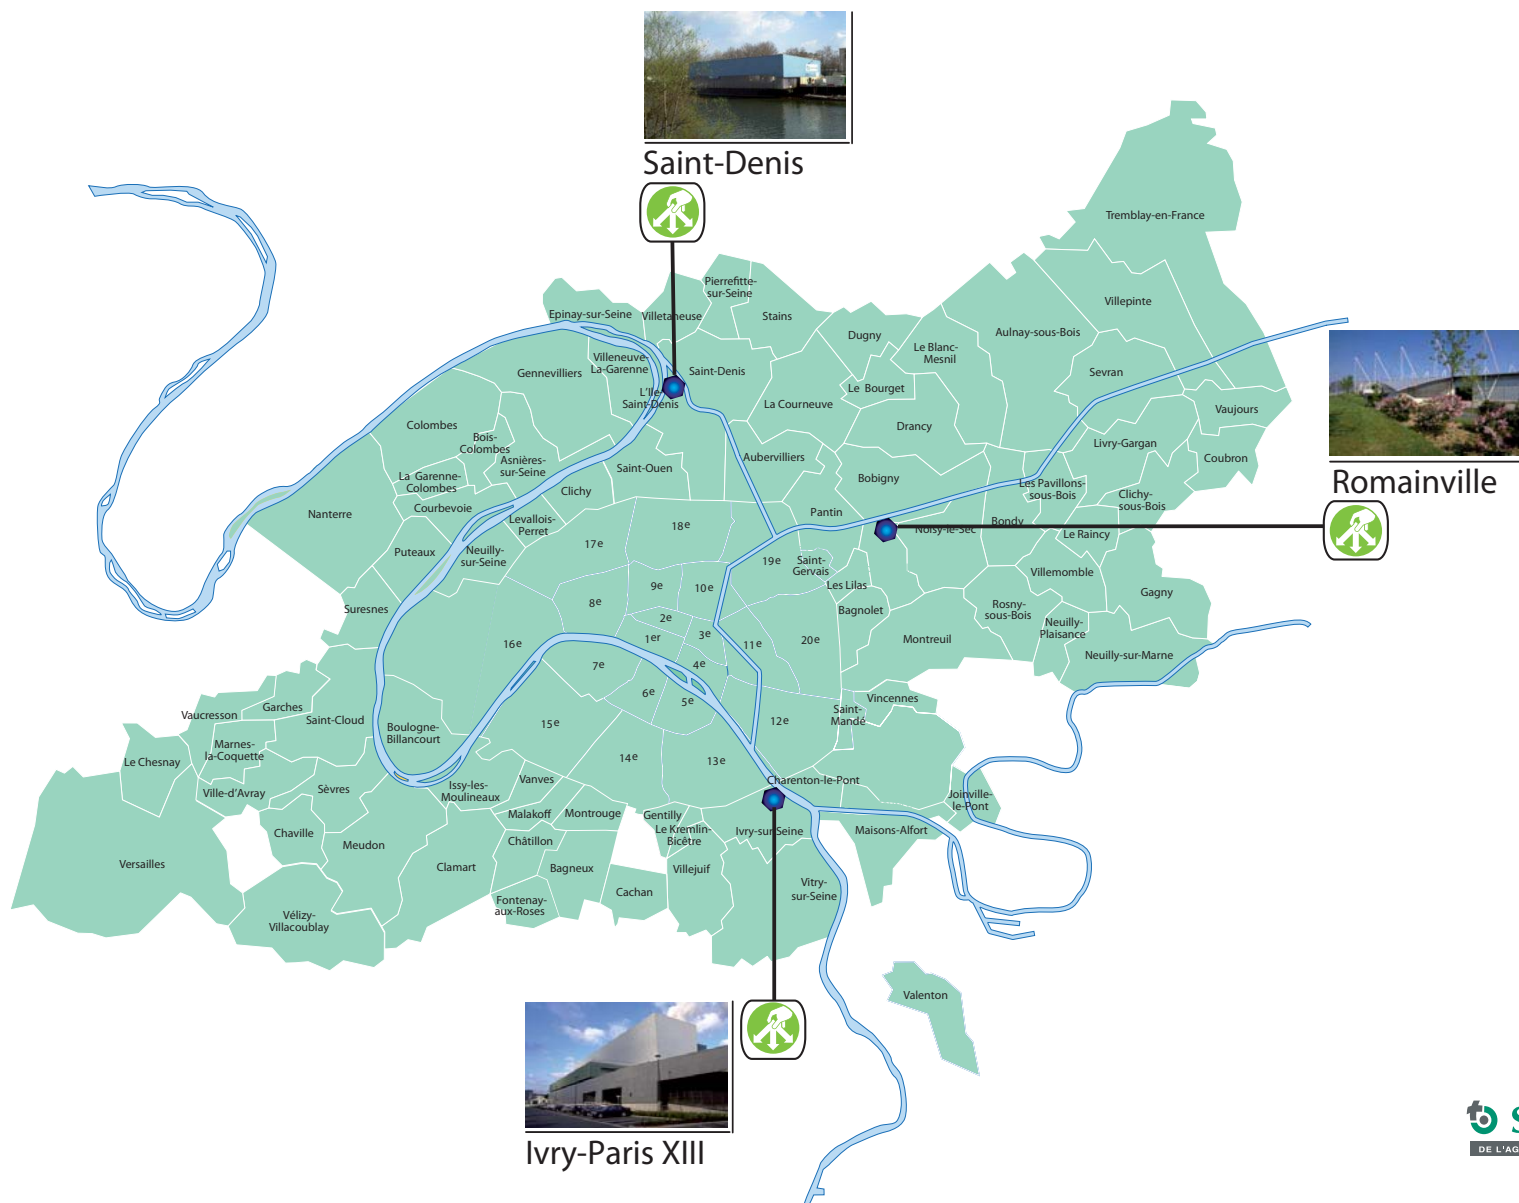 Saint-Denis
Tremblay-en-France
Pierrefitte-
sur-Seine
Villepinte
Epinay-sur-Seine
Villetaneuse
Stains
Dugny
Aulnay-sous-Bois
Le Blanc-
Mesnil
Villeneuve-
La-Garenne
Gennevilliers
Saint-Denis
Sevran
Le Bourget
L'Ile-
Saint-Denis
La Courneuve
Vaujours
Colombes
Drancy
Bois-
Colombes
Livry-Gargan
Asnières-
sur-Seine
Saint-Ouen
Aubervilliers
Coubron
Romainville
La Garenne-
Colombes
Bobigny
Les Pavillons-
sous-Bois
Clichy
Clichy-
sous-Bois
Courbevoie
Nanterre
Levallois-
Perret
Pantin
18e
Noisy-le-Sec
Bondy
Le Raincy
17e
Puteaux
Neuilly-
sur-Seine
19e
Saint-
Gervais
Villemomble
Les Lilas
9e
10e
Gagny
8e
Suresnes
Bagnolet
Rosny-
sous-Bois
2e
Neuilly-
Plaisance
16e
1er
3e
11e
20e
Montreuil
7e
4e
Neuilly-sur-Marne
6e
5e
Vincennes
Vaucresson
Garches
Saint-Cloud
Boulogne-
Billancourt
15e
12e
Saint-
Mandé
Marnes-
la-Coquette
Le Chesnay
14e
13e
Charenton-le-Pont
Ville-d'Avray
Sèvres
Issy-les-
Moulineaux
Vanves
Joinville-
le-Pont
Malakoff
Montrouge
Gentilly
Le Kremlin-
Bicêtre
Ivry-sur-Seine
Maisons-Alfort
Chaville
Meudon
Châtillon
Versailles
Clamart
Bagneux
Villejuif
Cachan
Vitry-
sur-Seine
Fontenay-
aux-Roses
Vélizy-
Villacoublay
Valenton
Ivry-Paris XIII
S
DE L'AG